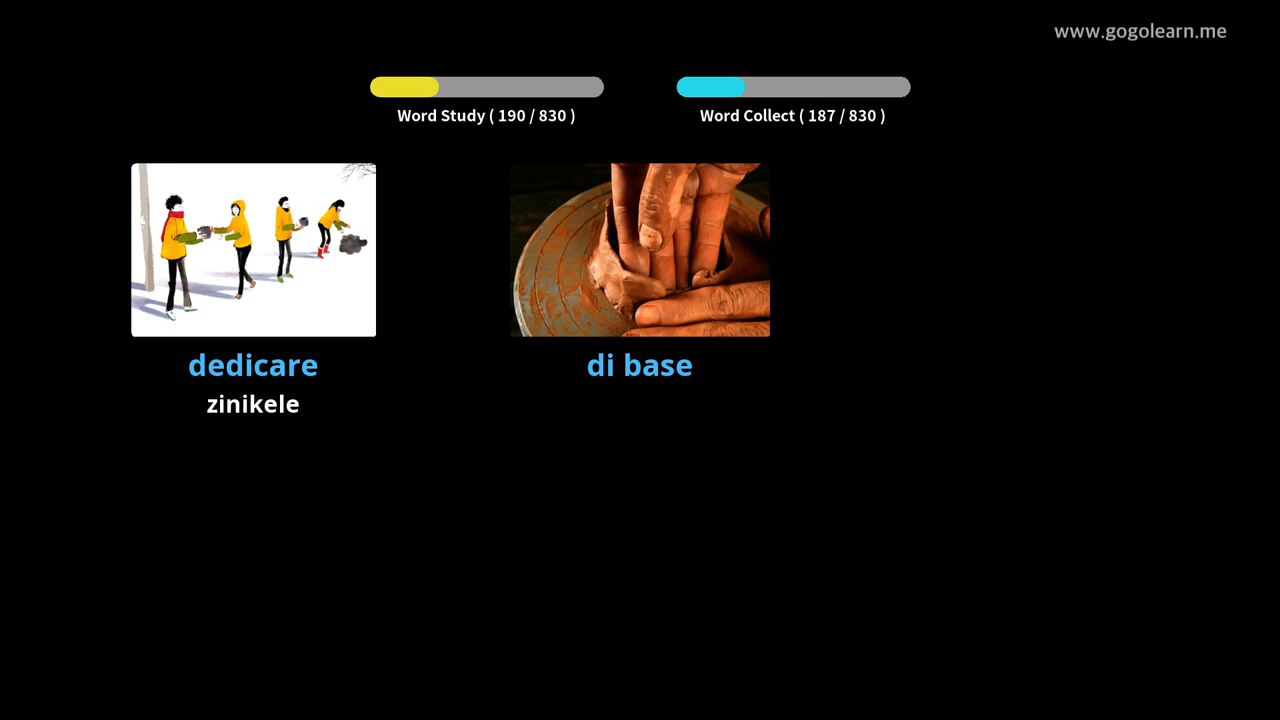 www.gogolearn.me
Word Study ( 190 / 830 )
Word Collect ( 187 / 830 )
dedicare
zinikele
di base